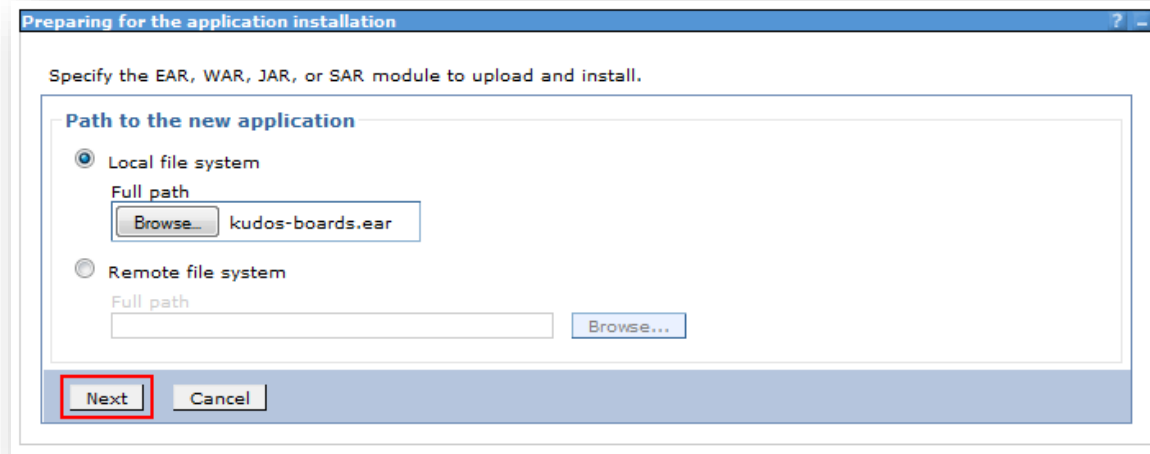 Preparing for the application installation ? –
Specify the EAR, WAR, JAR, or SAR module to upload and install.
Path to the new application
Local file system
Full path
Browse... kudos-boards.ear
Remote file system
Full path
Browse...
Next Cancel